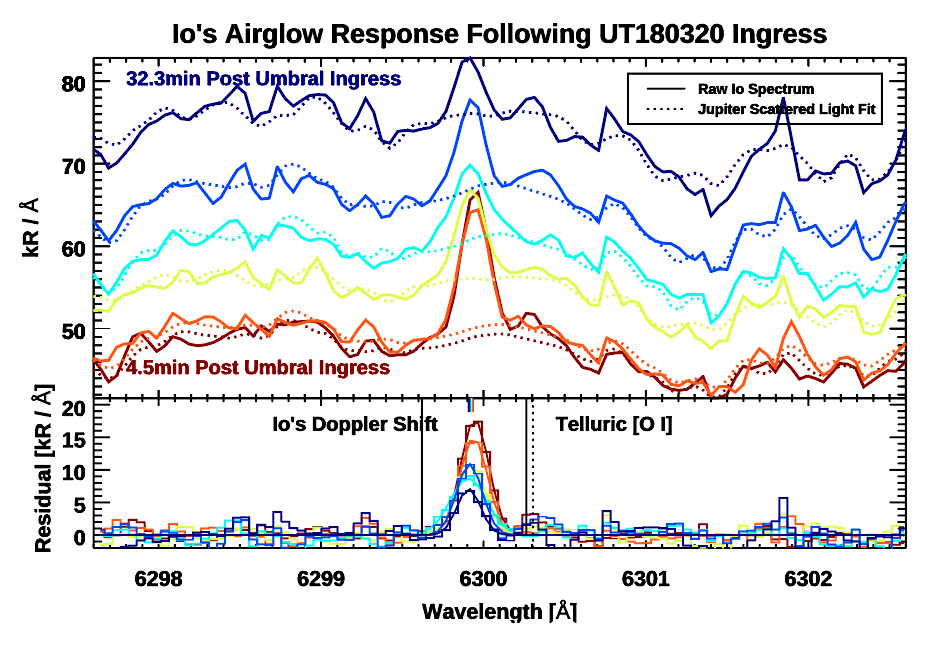 Io's Airglow Response Following UT180320 Ingress
32.3min Post Umbral Ingress
Raw Io Spectrum
Jupiter Scattered Light Fit
80
70
60
50
kR / Å
4.5min Post Umbral Ingress
Io's Doppler Shift
Telluric [O I]
20
15
10
5
0
Residual [kR / Å]
6298
6299
6300
6301
6302
Wavelength [Å]